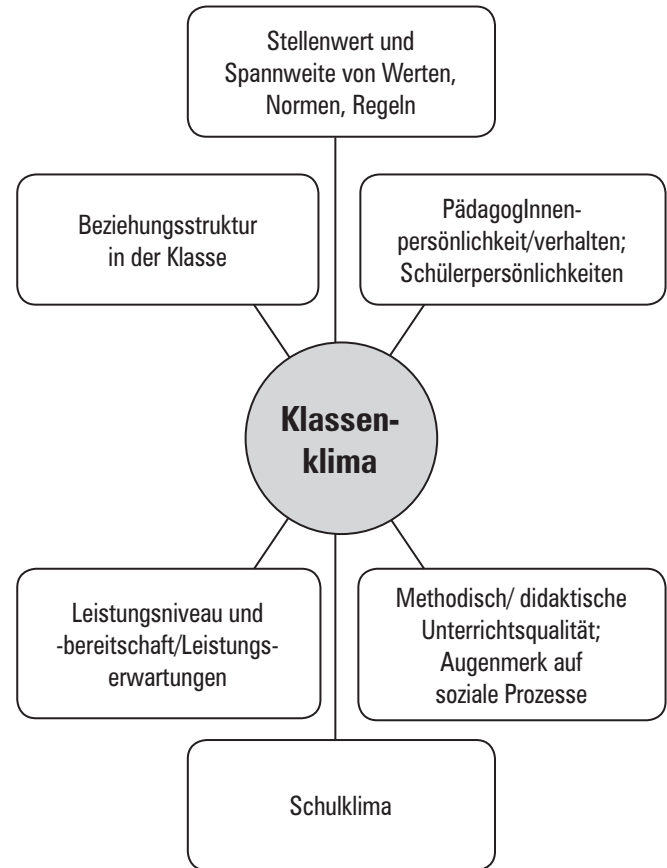 Stellenwert und
Spannweite von Werten,
Normen, Regeln
Beziehungsstruktur
in der Klasse
PädagogInnen-
persönlichkeit/verhalten;
Schülerpersönlichkeiten
Klassen-
klima
Leistungsniveau und
-bereitschaft/Leistungs-
erwartungen
Methodisch/ didaktische
Unterrichtsqualität;
Augenmerk auf
soziale Prozesse
Schulklima